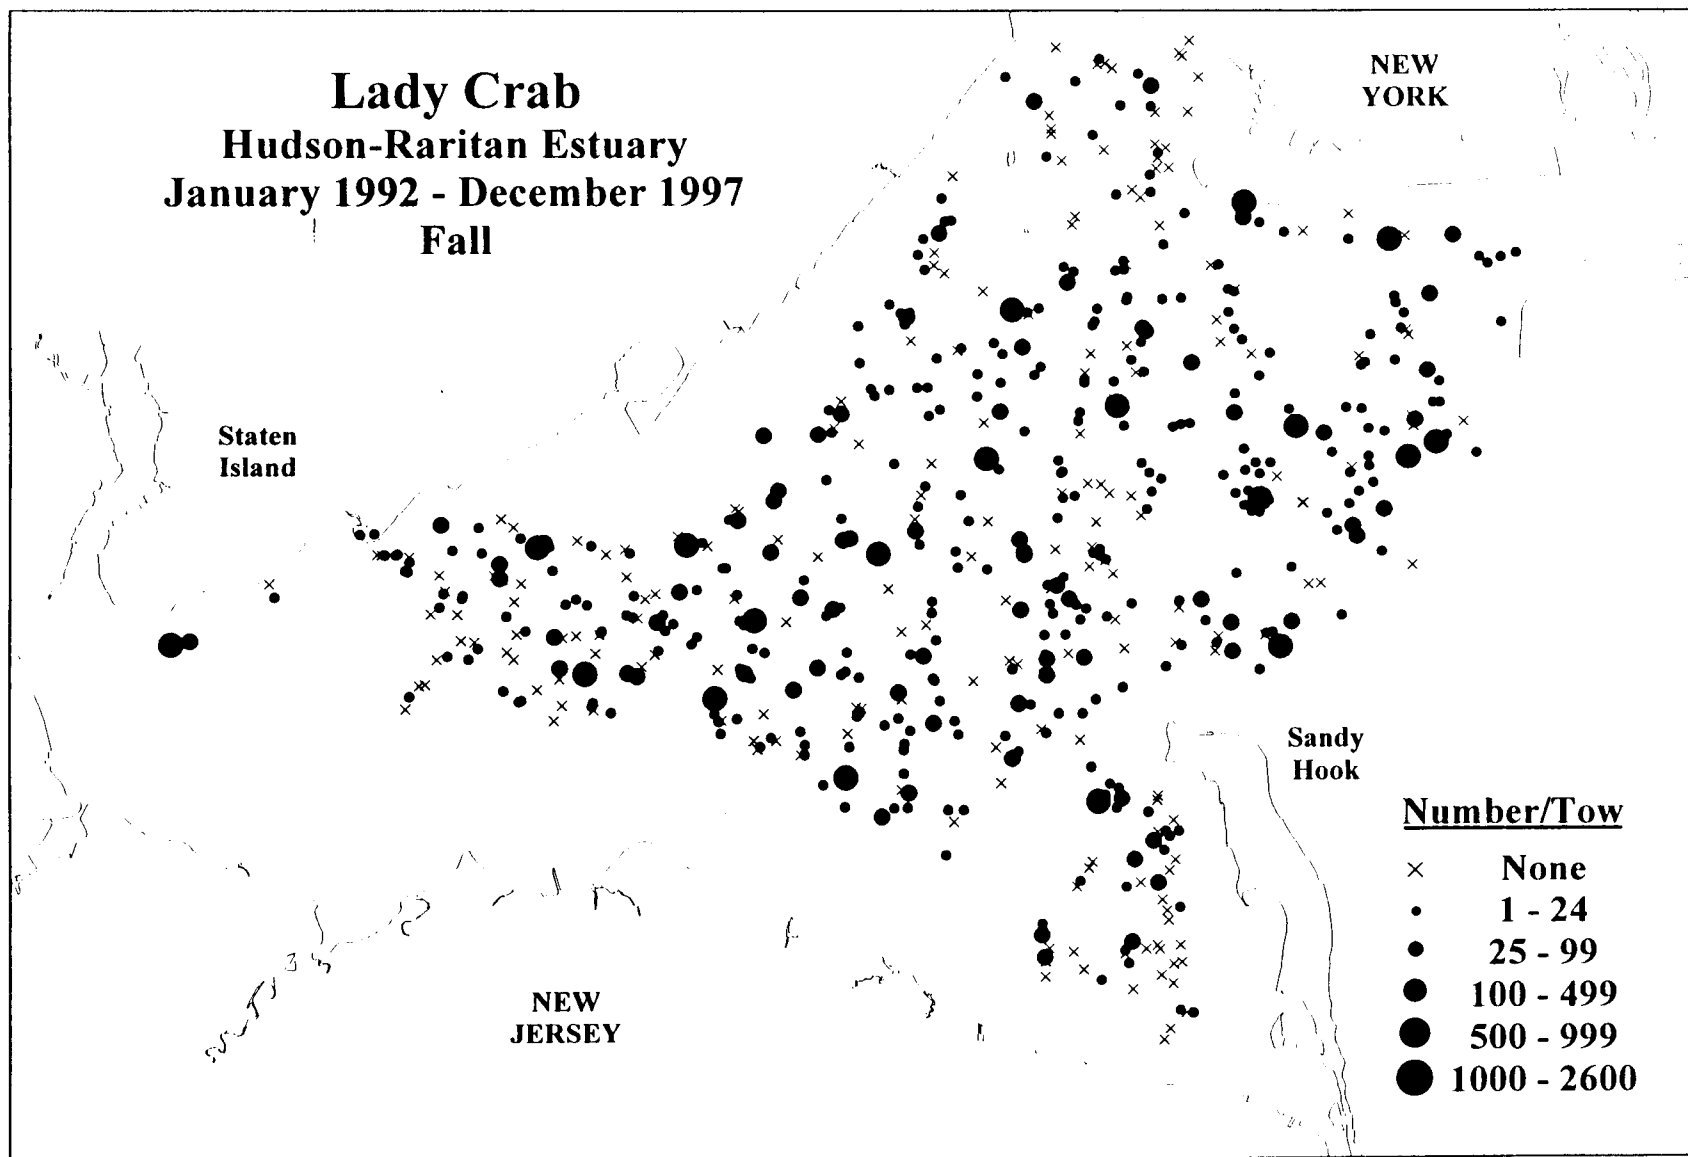 Lady Crab
Hudson-Raritan Estuary
January 1992 - December 1997
Fall
NEW
YORK
Staten
Island
Sandy
Hook
NEW
JERSEY
Number/Tow
None
1 - 24
25 - 99
100 - 499
500 - 999
1000 - 2600